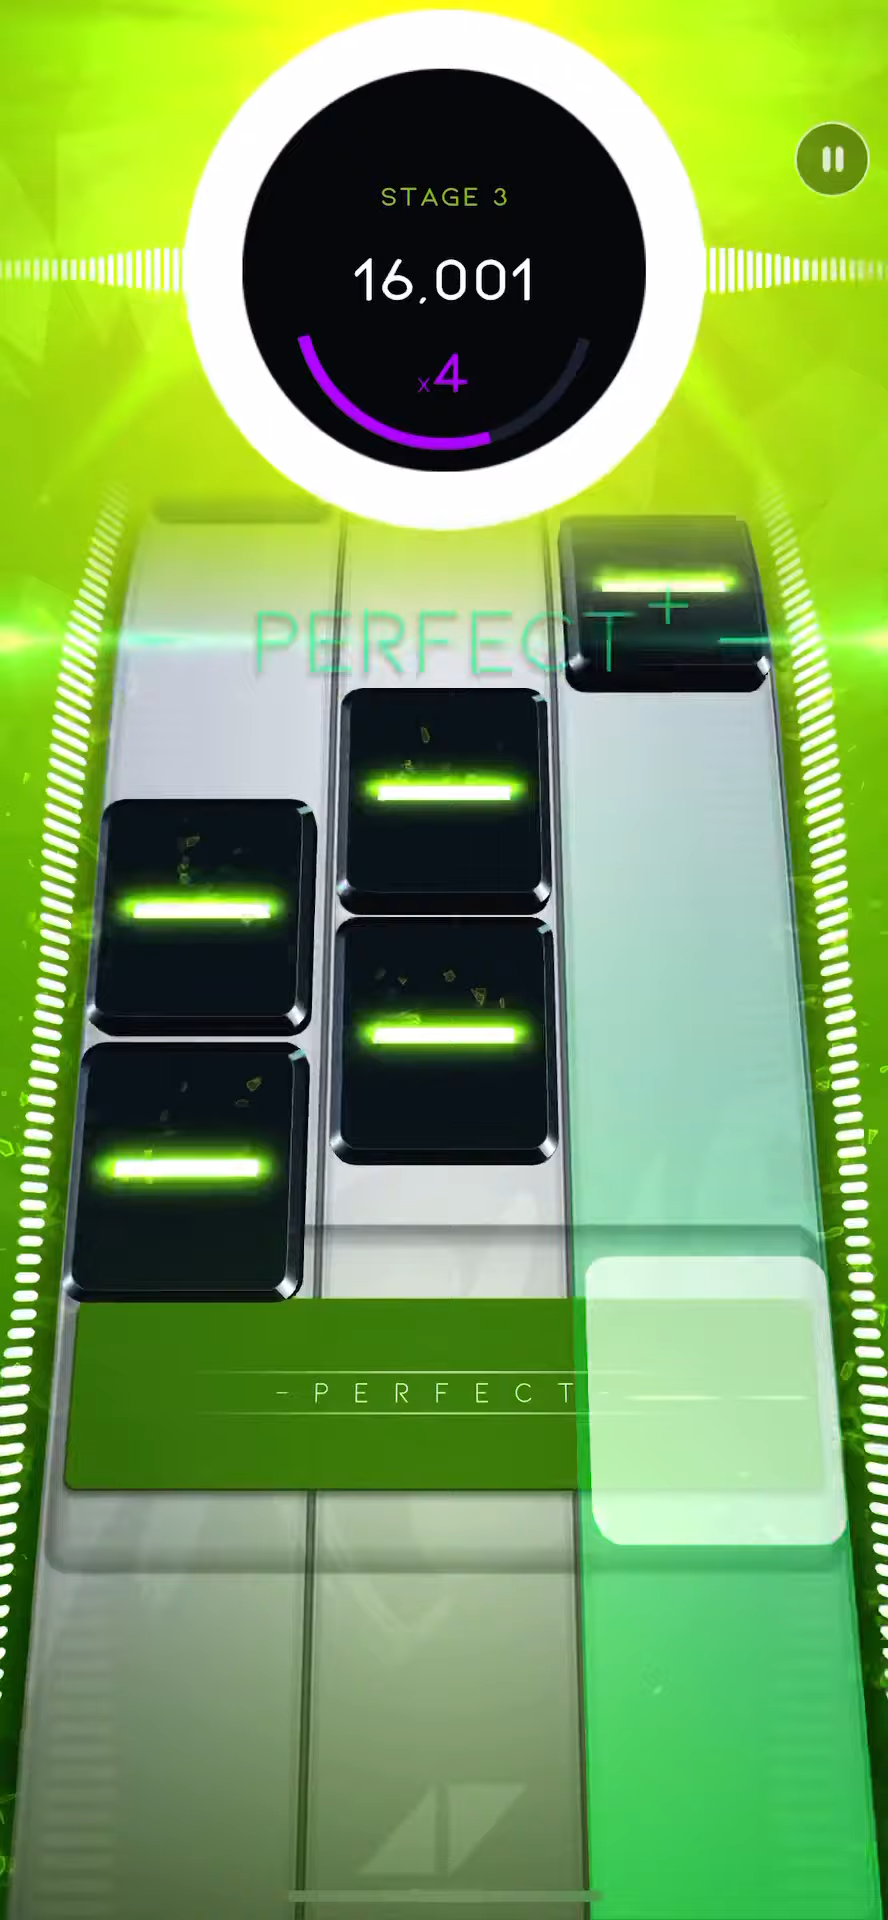 STAGE 3
16,001
x4
PERFECT+
- PERFECT -